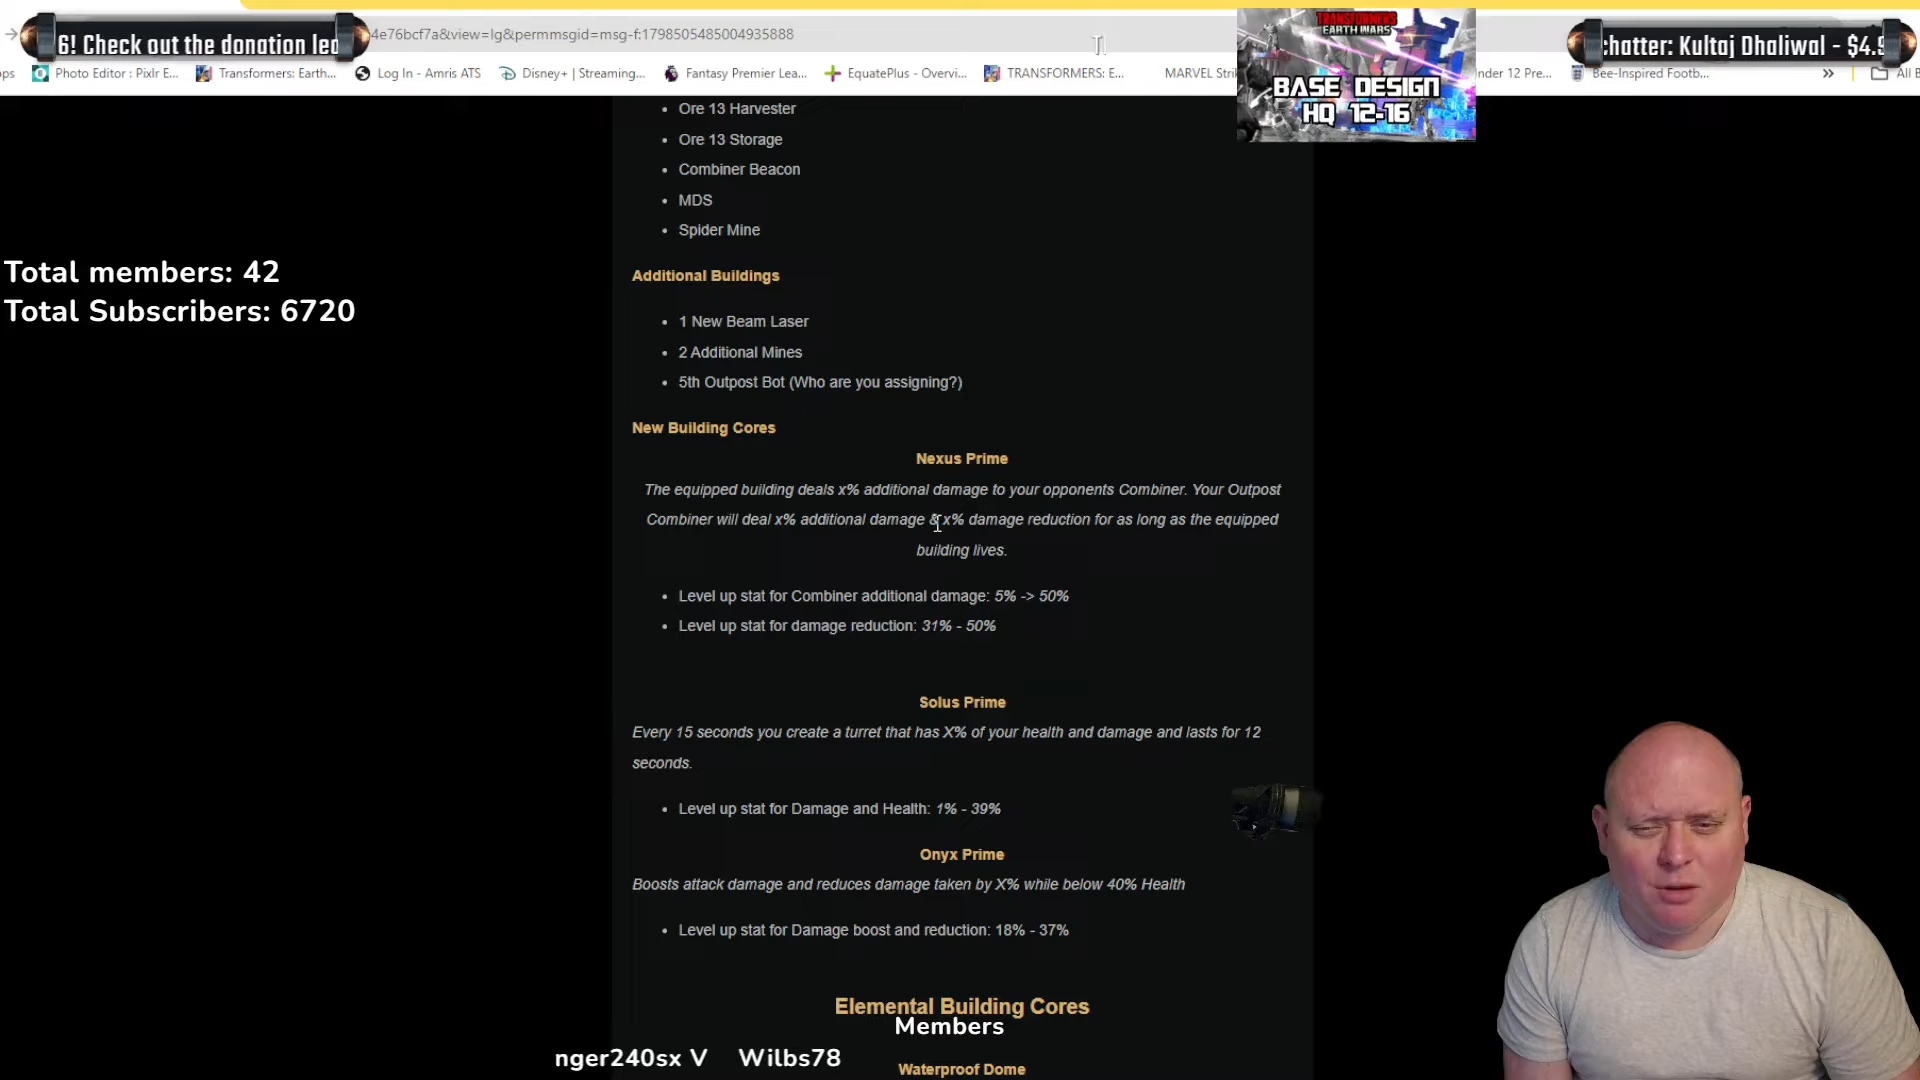 6! Check out the donation lea
4e76bcf7a&view=lg&permmsgid=msg-f:1798505485004935888
TRANSFORMERS
EARTH WARS
BASE DESIGN
HQ 12-16
chatter: Kultaj Dhaliwal - $4.9
ps
Photo Editor : Pixlr E...
Transformers: Earth...
Log In - Amris ATS
Disney+ | Streaming...
Fantasy Premier Lea...
EquatePlus - Overvi...
TRANSFORMERS: E...
MARVEL Strik
nder 12 Pre...
Bee-Inspired Footb...
»
All B
• Ore 13 Harvester
• Ore 13 Storage
• Combiner Beacon
• MDS
• Spider Mine
Total members: 42
Total Subscribers: 6720
Additional Buildings
• 1 New Beam Laser
• 2 Additional Mines
• 5th Outpost Bot (Who are you assigning?)
New Building Cores
Nexus Prime
The equipped building deals x% additional damage to your opponents Combiner. Your Outpost
Combiner will deal x% additional damage & x% damage reduction for as long as the equipped
building lives.
• Level up stat for Combiner additional damage: 5% -> 50%
• Level up stat for damage reduction: 31% - 50%
Solus Prime
Every 15 seconds you create a turret that has X% of your health and damage and lasts for 12
seconds.
• Level up stat for Damage and Health: 1% - 39%
Onyx Prime
Boosts attack damage and reduces damage taken by X% while below 40% Health
• Level up stat for Damage boost and reduction: 18% - 37%
Elemental Building Cores
Members
nger240sx V Wilbs78
Waterproof Dome